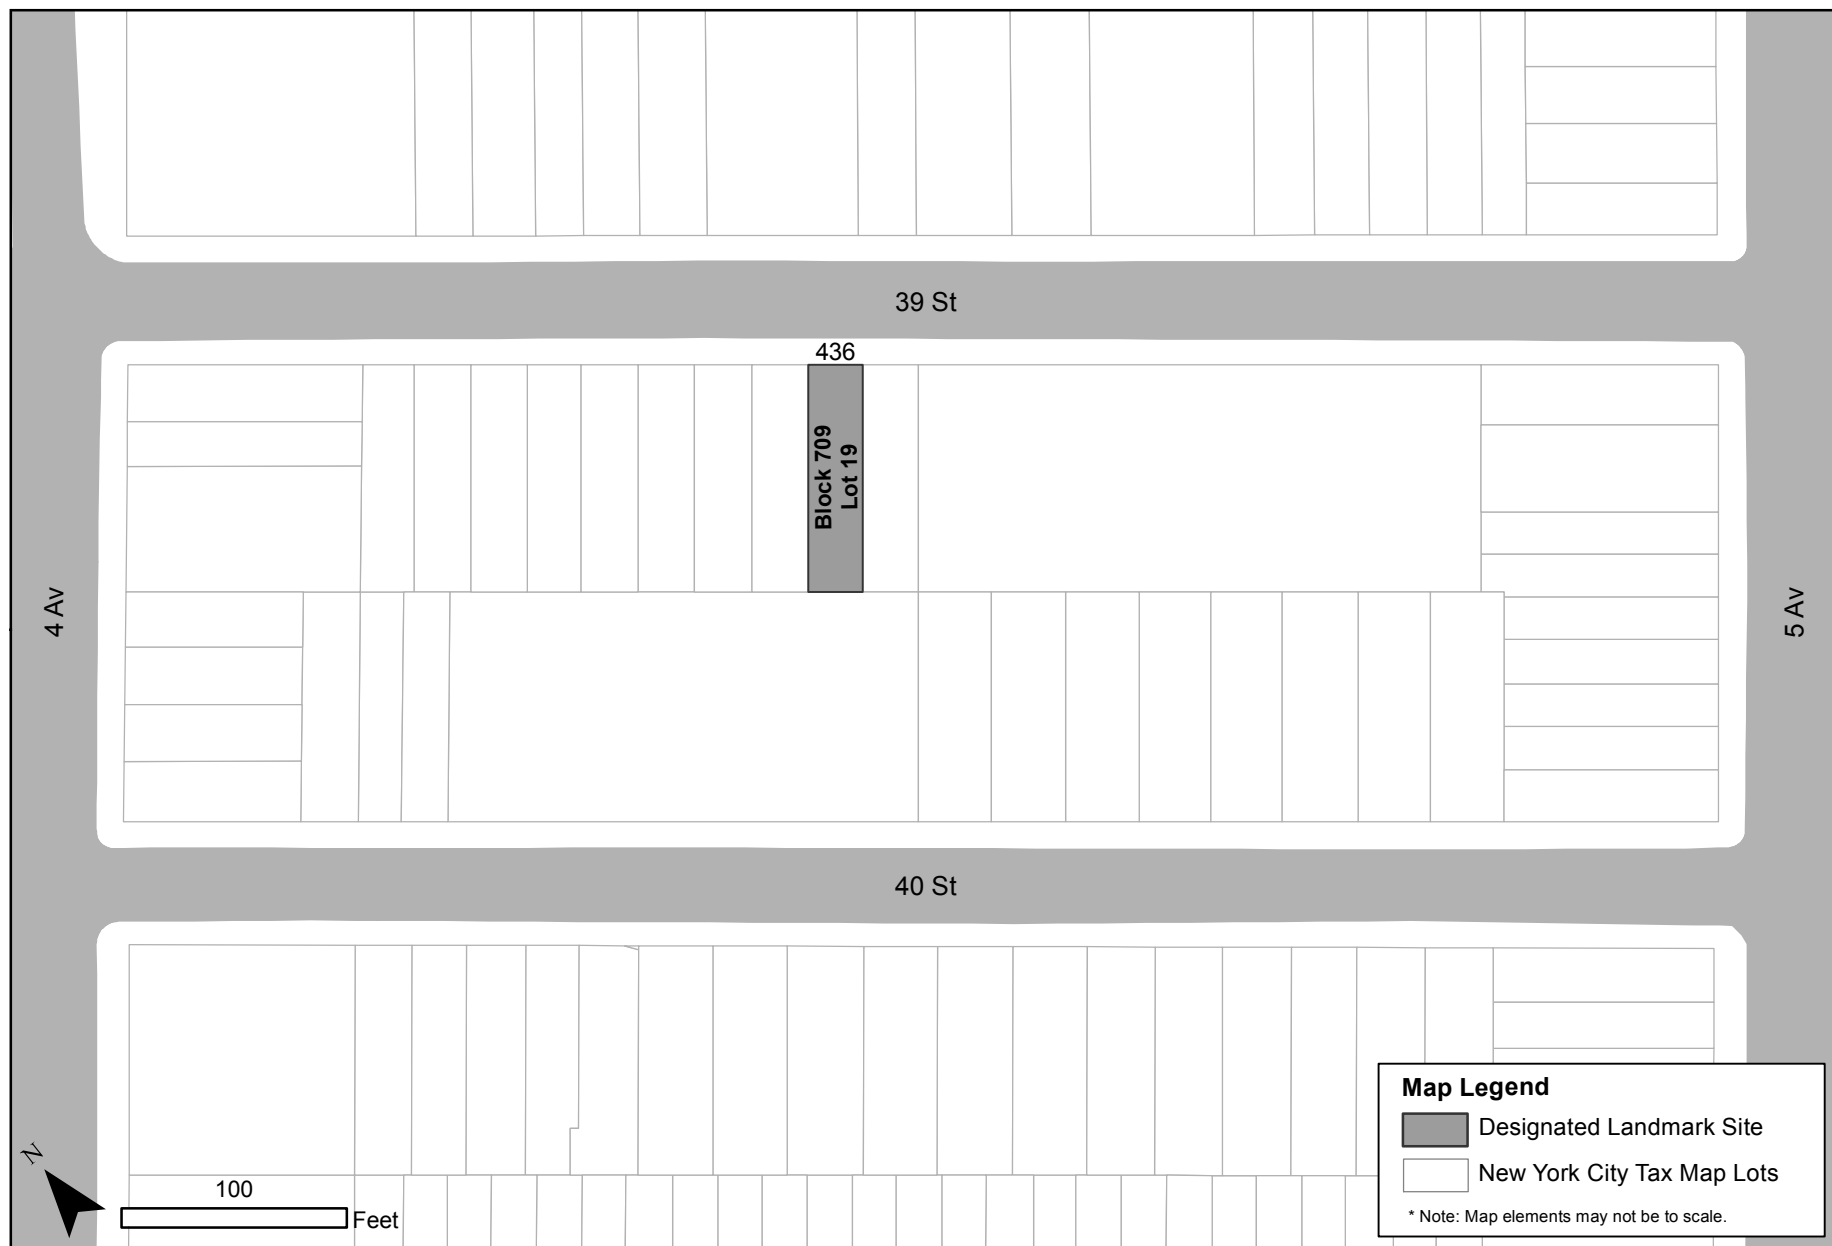 39 St
436
Block 709
Lot 19
4 Av
5 Av
40 St
N
100
Feet
Map Legend
Designated Landmark Site
New York City Tax Map Lots
* Note: Map elements may not be to scale.